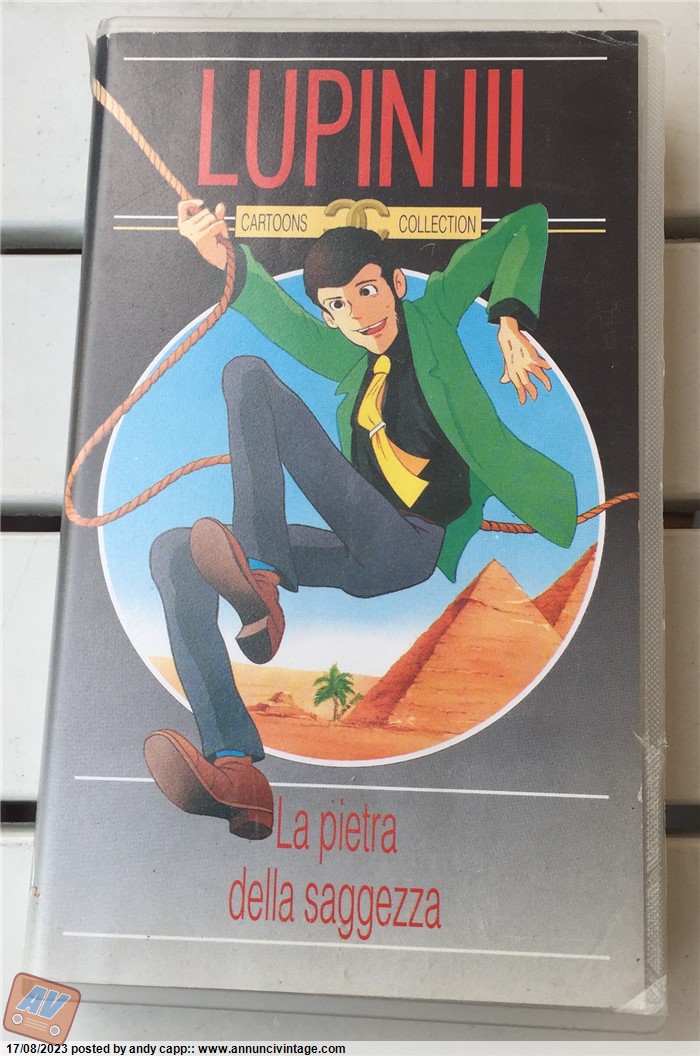 LUPIN III
CARTOONS CC COLLECTION
La pietra
della saggezza
AV
17/08/2023 posted by andy capp:: www.annuncivintage.com